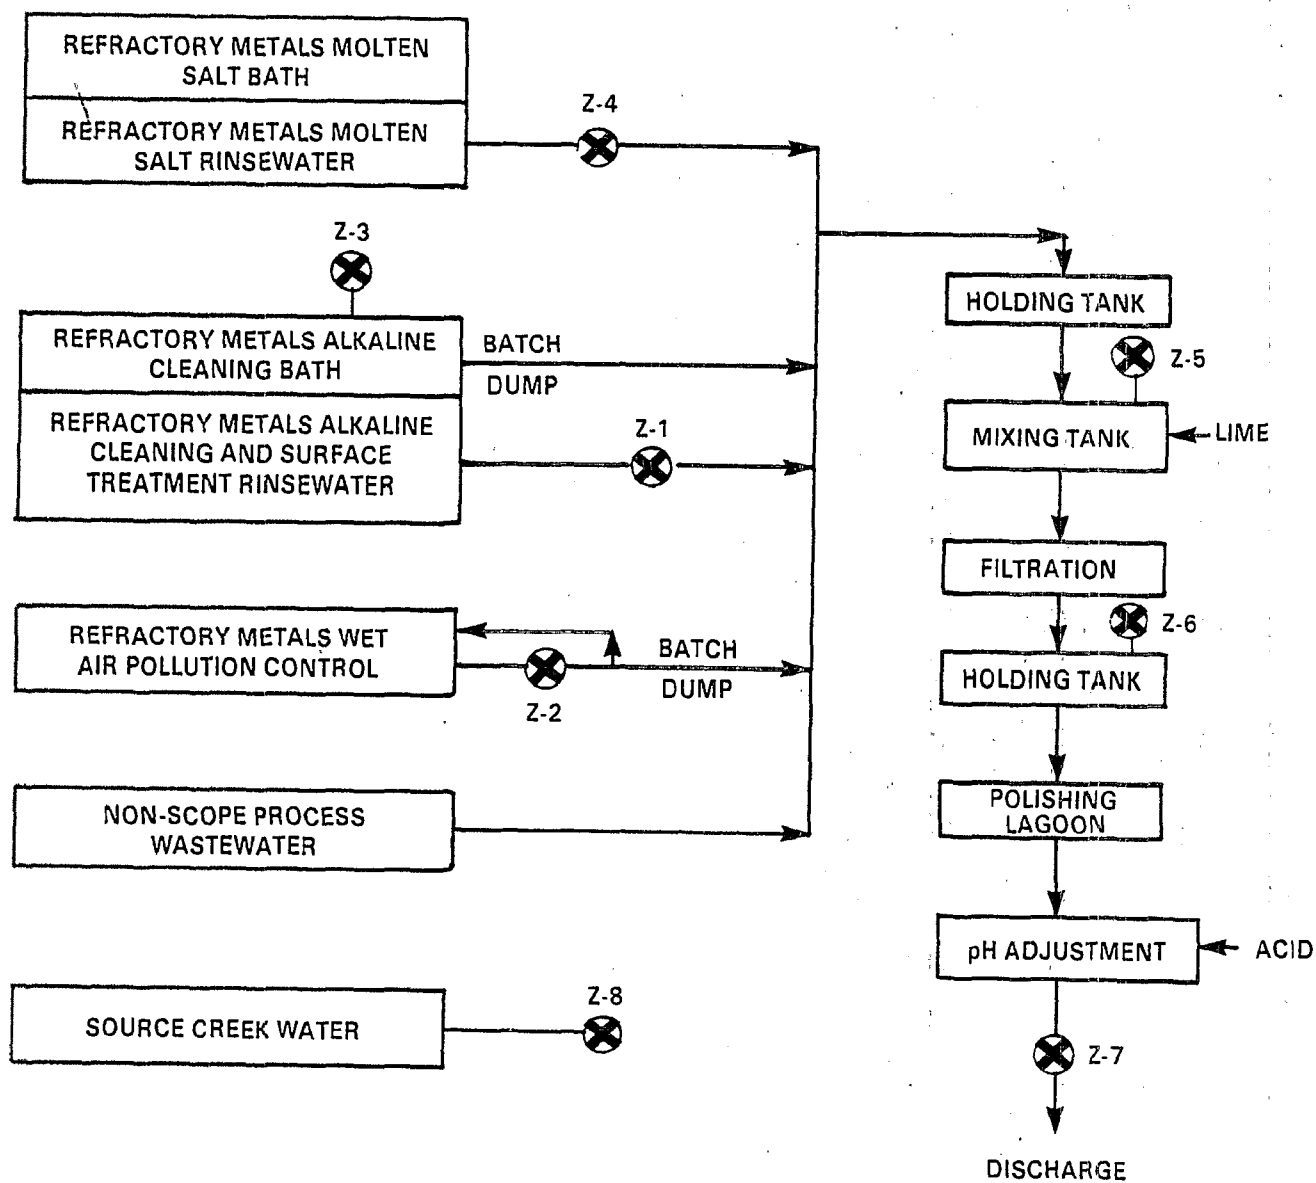 REFRACTORY METALS MOLTEN
SALT BATH
REFRACTORY METALS MOLTEN
SALT RINSEWATER
Z-4
Z-3
REFRACTORY METALS ALKALINE
CLEANING BATH
BATCH
DUMP
REFRACTORY METALS ALKALINE
CLEANING AND SURFACE
TREATMENT RINSEWATER
Z-1
REFRACTORY METALS WET
AIR POLLUTION CONTROL
BATCH
DUMP
Z-2
NON-SCOPE PROCESS
WASTEWATER
SOURCE CREEK WATER
Z-8
HOLDING TANK
Z-5
MIXING TANK
LIME
FILTRATION
Z-6
HOLDING TANK
POLISHING
LAGOON
pH ADJUSTMENT
ACID
Z-7
DISCHARGE